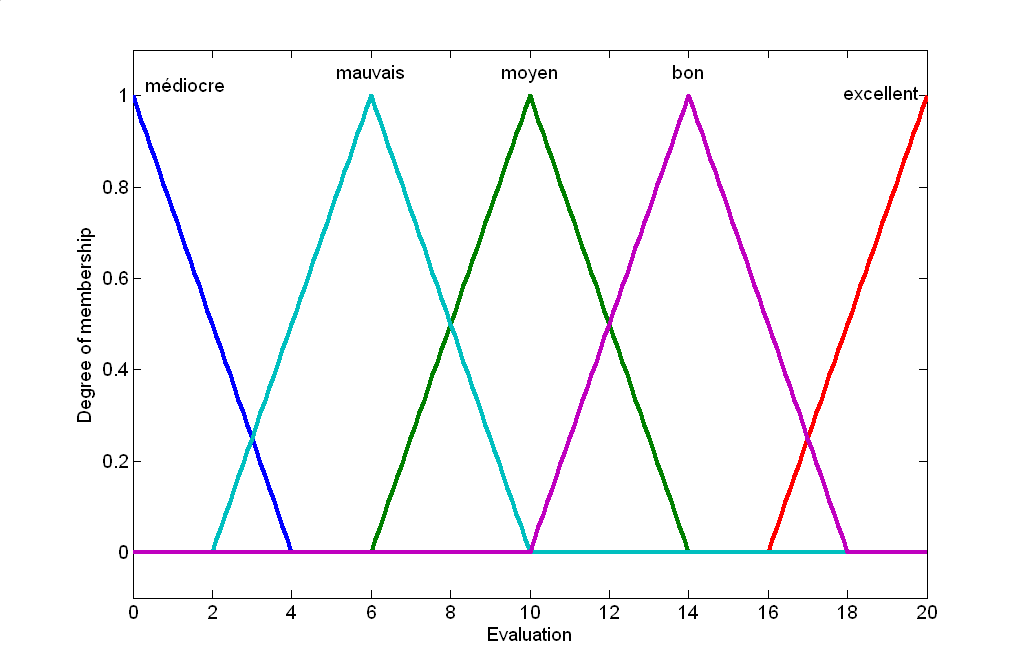 médiocre
mauvais
moyen
bon
excellent
1
0.8
0.6
0.4
0.2
0
Degree of membership
0 2 4 6 8 10 12 14 16 18 20
Evaluation